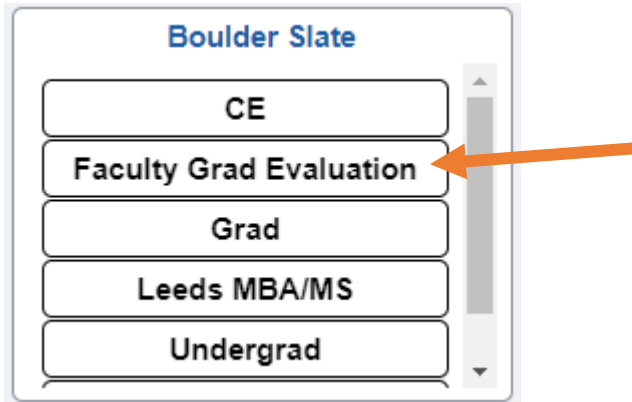 Boulder Slate
CE
Faculty Grad Evaluation
Grad
Leeds MBA/MS
Undergrad